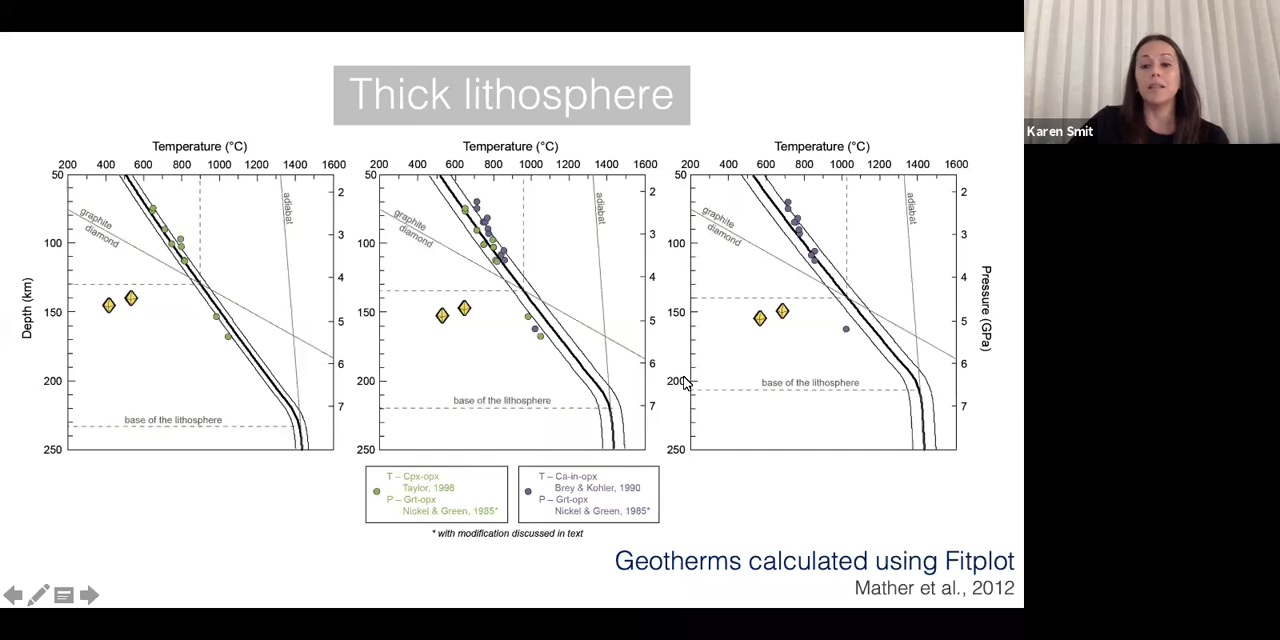 Thick lithosphere
Temperature (°C)
200 400 600 800 1000 1200 1400 1600
50
100
150
200
250
Depth (km)
2
3
4
5
6
7
graphite
diamond
adiabat
base of the lithosphere
Temperature (°C)
200 400 600 800 1000 1200 1400 1600
50
100
150
200
250
2
3
4
5
6
7
graphite
diamond
adiabat
base of the lithosphere
Temperature (°C)
200 400 600 800 1000 1200 1400 1600
50
100
150
200
250
2
3
4
5
6
7
Pressure (GPa)
graphite
diamond
adiabat
base of the lithosphere
T – Cpx-opx
Taylor, 1998
P – Grt-opx
Nickel & Green, 1985*
T – Ca-in-opx
Brey & Kohler, 1990
P – Grt-opx
Nickel & Green, 1985*
* with modification discussed in text
Geotherms calculated using Fitplot
Mather et al., 2012
Karen Smit